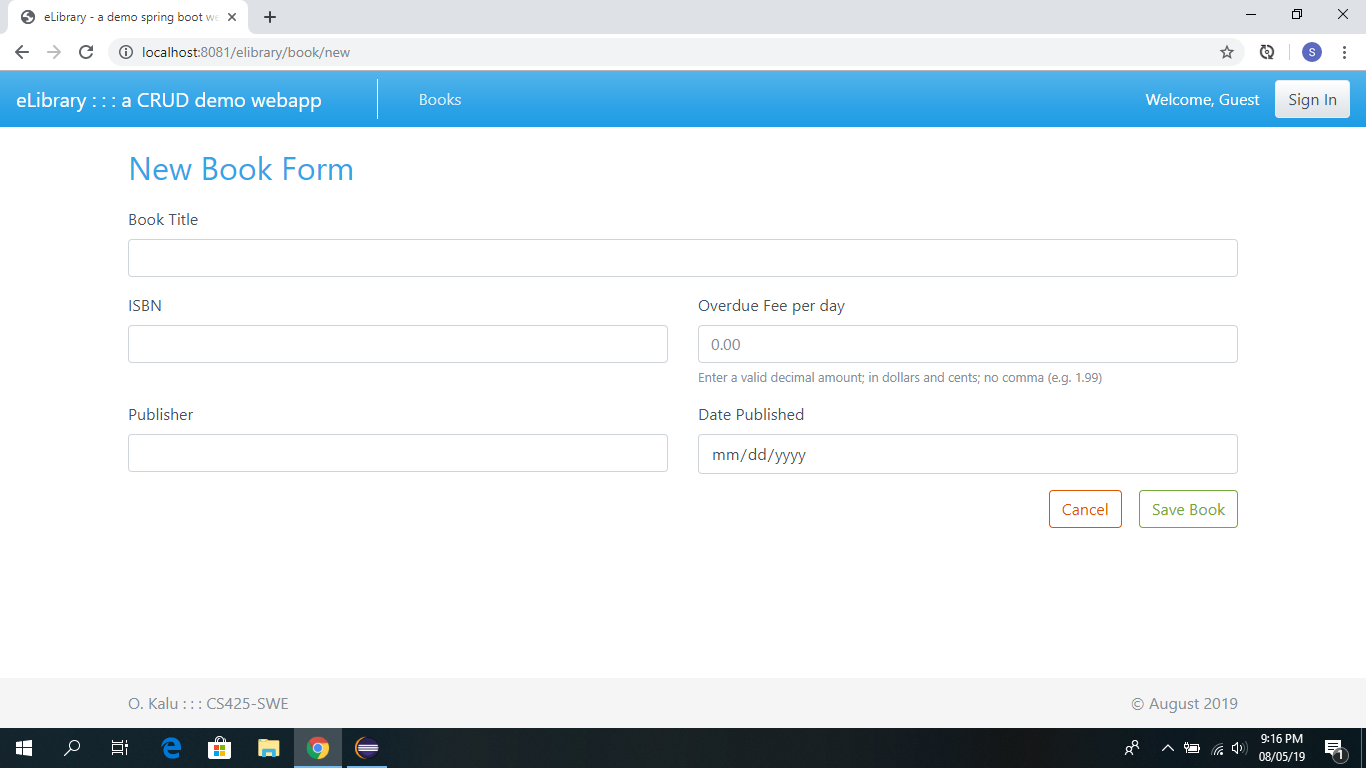 eLibrary - a demo spring boot we
localhost:8081/elibrary/book/new
S
eLibrary : : : a CRUD demo webapp
Books
Welcome, Guest
Sign In
New Book Form
Book Title
ISBN
Overdue Fee per day
0.00
Enter a valid decimal amount; in dollars and cents; no comma (e.g. 1.99)
Publisher
Date Published
mm/dd/yyyy
Cancel
Save Book
O. Kalu : : : CS425-SWE
© August 2019
9:16 PM
08/05/19
1